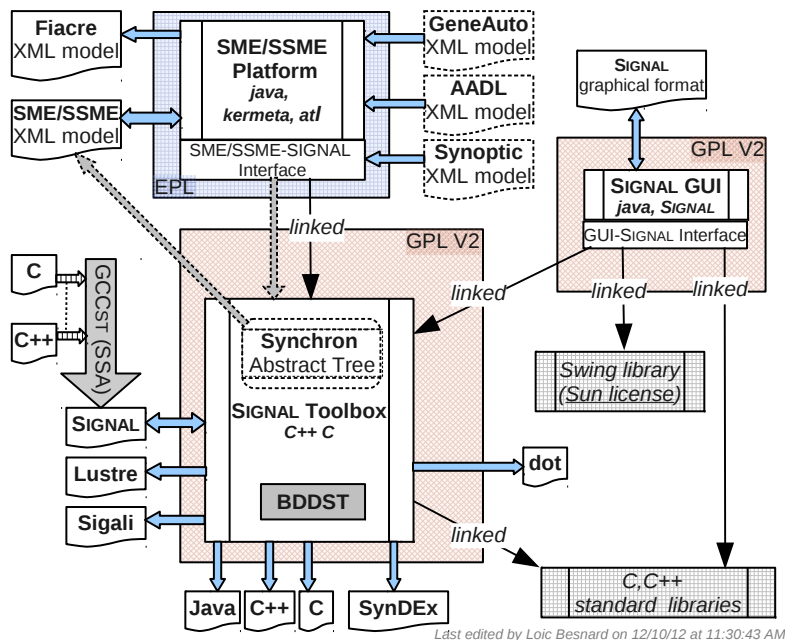 Fiacre
XML model
SME/SSME
Platform
java,
kermeta, atl
GeneAuto
XML model
AADL
XML model
SME/SSME
XML model
SIGNAL
graphical format
SME/SSME-SIGNAL
Interface
Synoptic
XML model
EPL
GPL V2
SIGNAL GUI
java, SIGNAL
GUI-SIGNAL Interface
linked
GPL V2
C
C++
GCCST (SSA)
linked
linked
linked
Synchron
Abstract Tree
Swing library
(Sun license)
SIGNAL Toolbox
C++ C
SIGNAL
Lustre
dot
BDDST
Sigali
linked
C,C++
standard libraries
Java
C++
C
SynDEx
Last edited by Loic Besnard on 12/10/12 at 11:30:43 AM